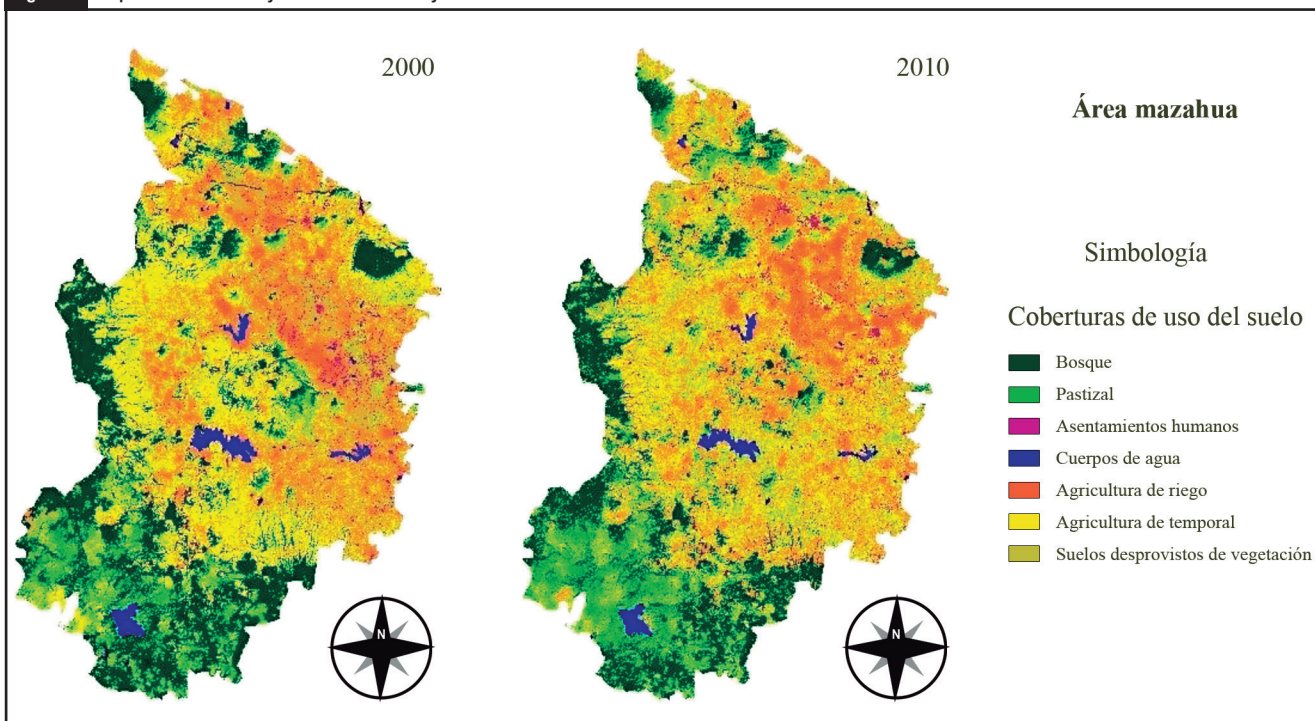 2000
2010
Área mazahua
Simbología
Coberturas de uso del suelo
Bosque
Pastizal
Asentamientos humanos
Cuerpos de agua
Agricultura de riego
Agricultura de temporal
Suelos desprovistos de vegetación
N
N